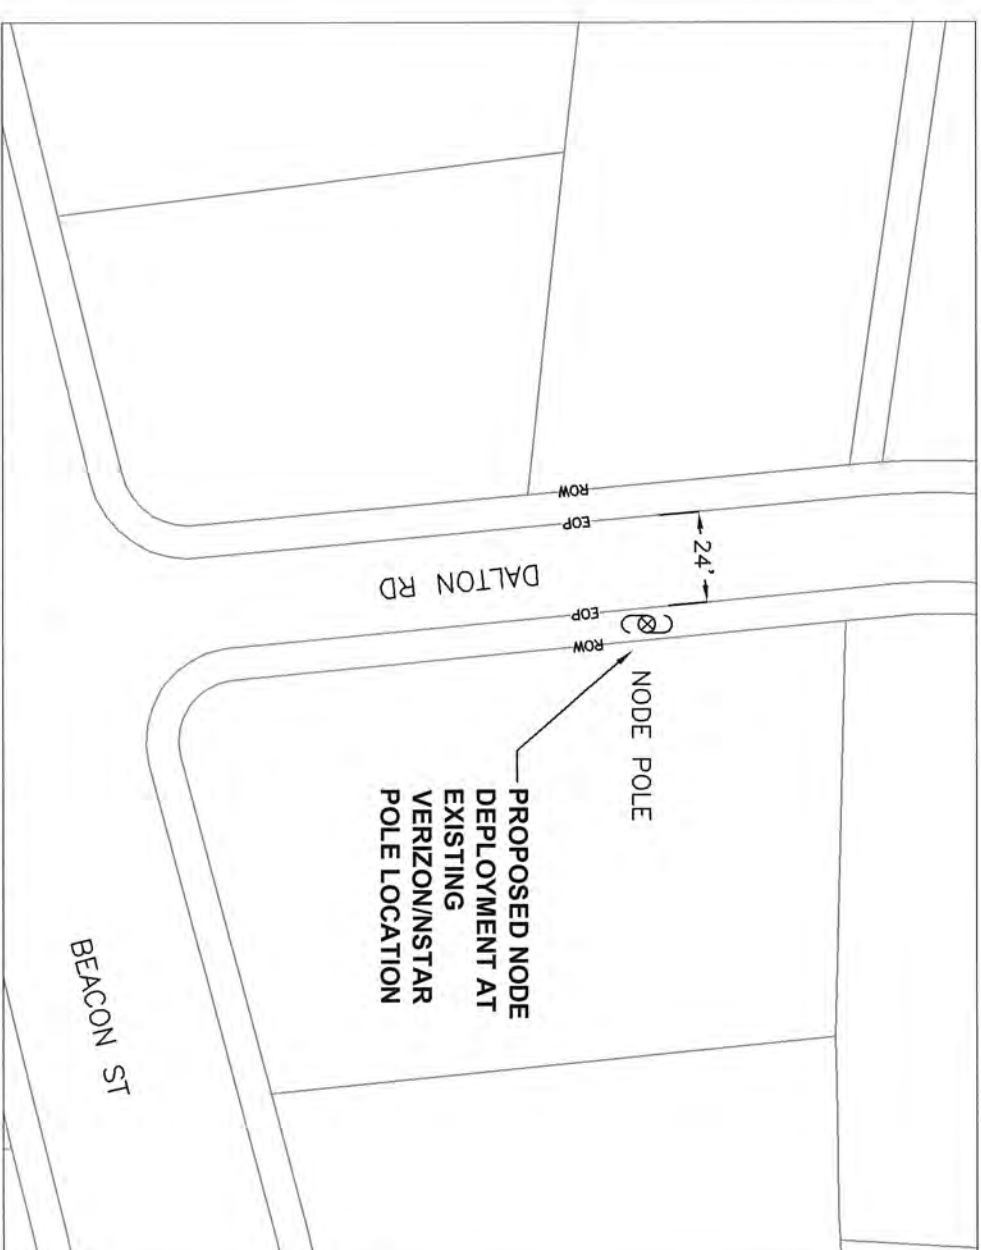 ROW
EOP
24'
DALTON RD
EOP
ROW
NODE POLE
PROPOSED NODE
DEPLOYMENT AT
EXISTING
VERIZON/NSTAR
POLE LOCATION
BEACON ST